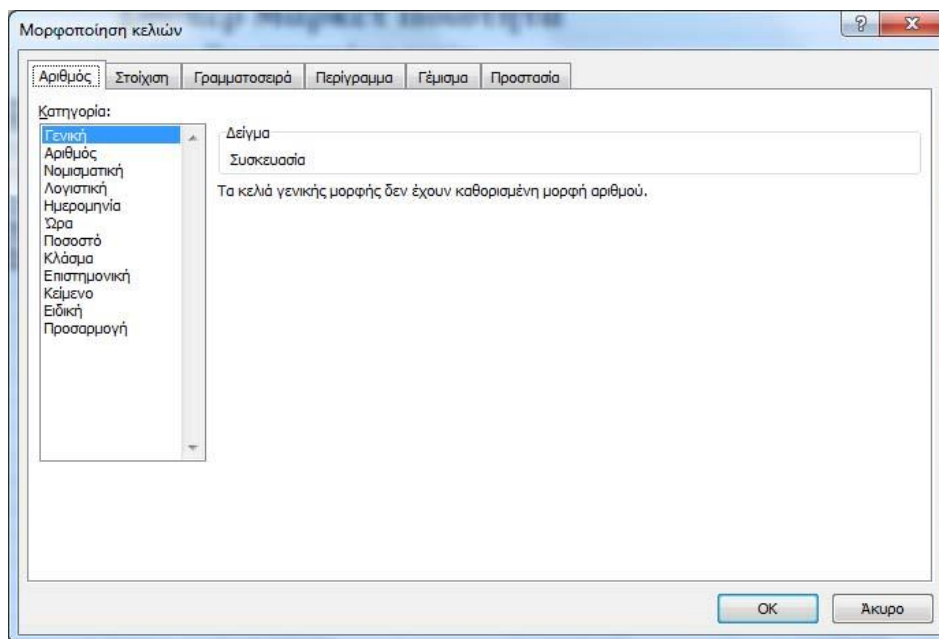 Μορφοποίηση κελιών
Αριθμός Στοίχιση Γραμματοσειρά Περίγραμμα Γέμισμα Προστασία
Κατηγορία:
Γενική
Αριθμός
Νομισματική
Λογιστική
Ημερομηνία
Ώρα
Ποσοστό
Κλάσμα
Επιστημονική
Κείμενο
Ειδική
Προσαρμογή
Δείγμα
Συσκευασία
Τα κελιά γενικής μορφής δεν έχουν καθορισμένη μορφή αριθμού.
OK Άκυρο